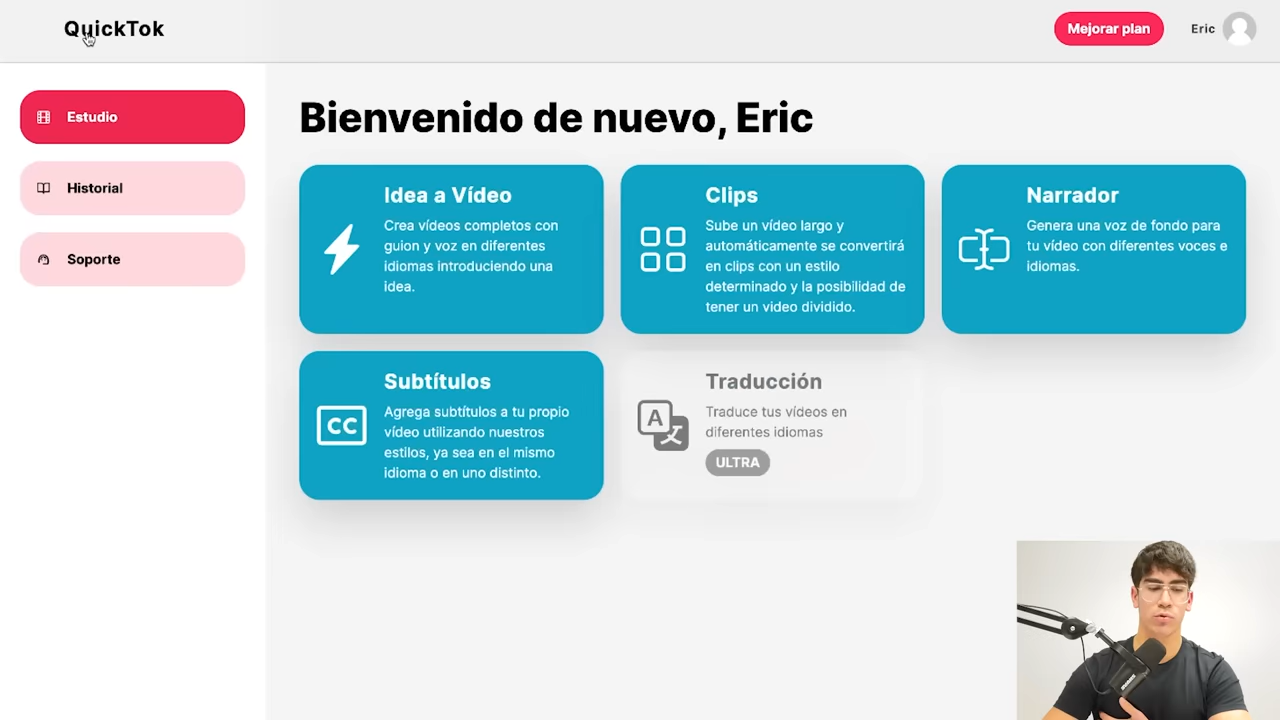 QuickTok
Mejorar plan
Eric
Estudio
Historial
Soporte
Bienvenido de nuevo, Eric
Idea a Vídeo
Crea vídeos completos con
guion y voz en diferentes
idiomas introduciendo una
idea.
Clips
Sube un vídeo largo y
automáticamente se convertirá
en clips con un estilo
determinado y la posibilidad de
tener un video dividido.
Narrador
Genera una voz de fondo para
tu vídeo con diferentes voces e
idiomas.
CC
Subtítulos
Agrega subtítulos a tu propio
vídeo utilizando nuestros
estilos, ya sea en el mismo
idioma o en uno distinto.
A
Traducción
Traduce tus vídeos en
diferentes idiomas
ULTRA